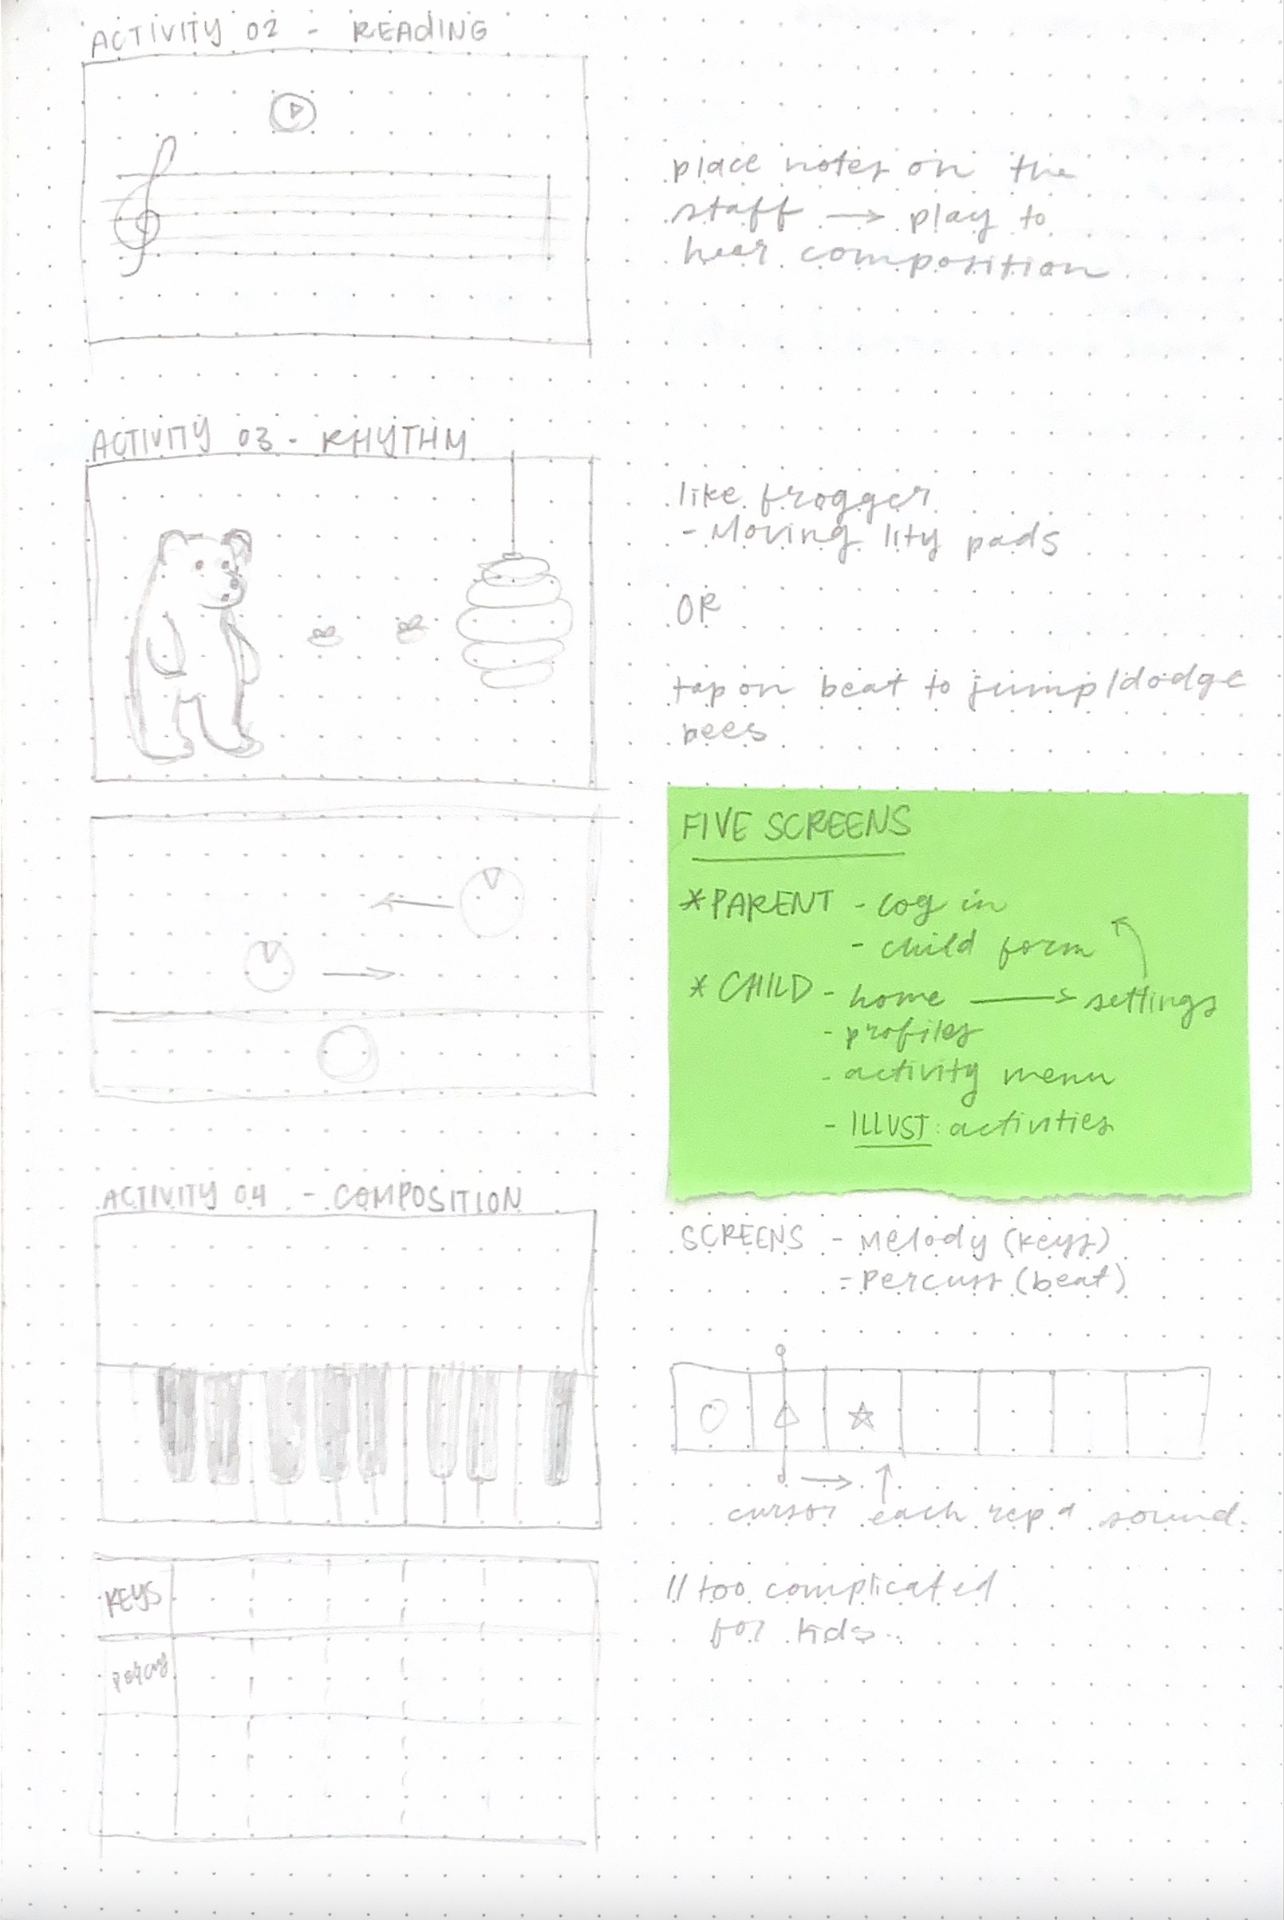 ACTIVITY 02 - READING
place notes on the
staff → play to
hear composition
ACTIVITY 03 - RHYTHM
like frogger
- Moving lily pads
OR
tap on beat to jump/dodge
bees
FIVE SCREENS
*PARENT - log in
- child form
*CHILD - home → settings
- profiles
- activity menu
- ILLUST: activities
ACTIVITY 04 - COMPOSITION
SCREENS - Melody (keys)
- Percuss (beat)
cursor each rep a sound.
KEYS
percus
// too complicated
for kids..